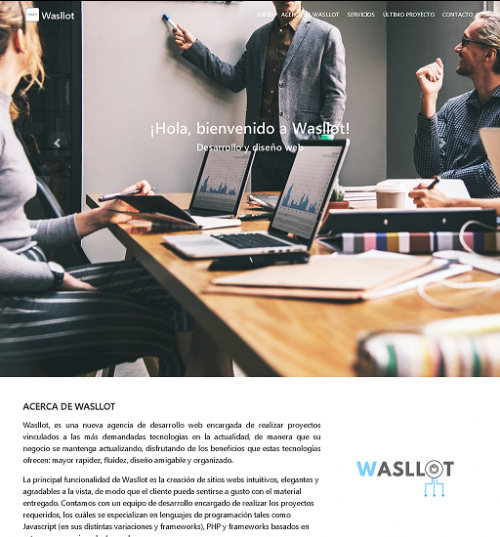 Wasllot
INICIO ACERCA DE WASLLOT SERVICIOS ÚLTIMO PROYECTO CONTACTO
¡Hola, bienvenido a Wasllot!
Desarrollo y diseño web
ACERCA DE WASLLOT
Wasllot, es una nueva agencia de desarrollo web encargada de realizar proyectos
vinculados a las más demandadas tecnologías en la actualidad, de manera que su
negocio se mantenga actualizando, disfrutando de los beneficios que estas tecnologías
ofrecen: mayor rapidez, fluidez, diseño amigable y organizado.
La principal funcionalidad de Wasllot es la creación de sitios webs intuitivos, elegantes y
agradables a la vista, de modo que el cliente pueda sentirse a gusto con el material
entregado. Contamos con un equipo de desarrollo encargado de realizar los proyectos
requeridos, los cuáles se especializan en lenguajes de programación tales como
Javascript (en sus distintas variaciones y frameworks), PHP y frameworks basados en
WASLLOT